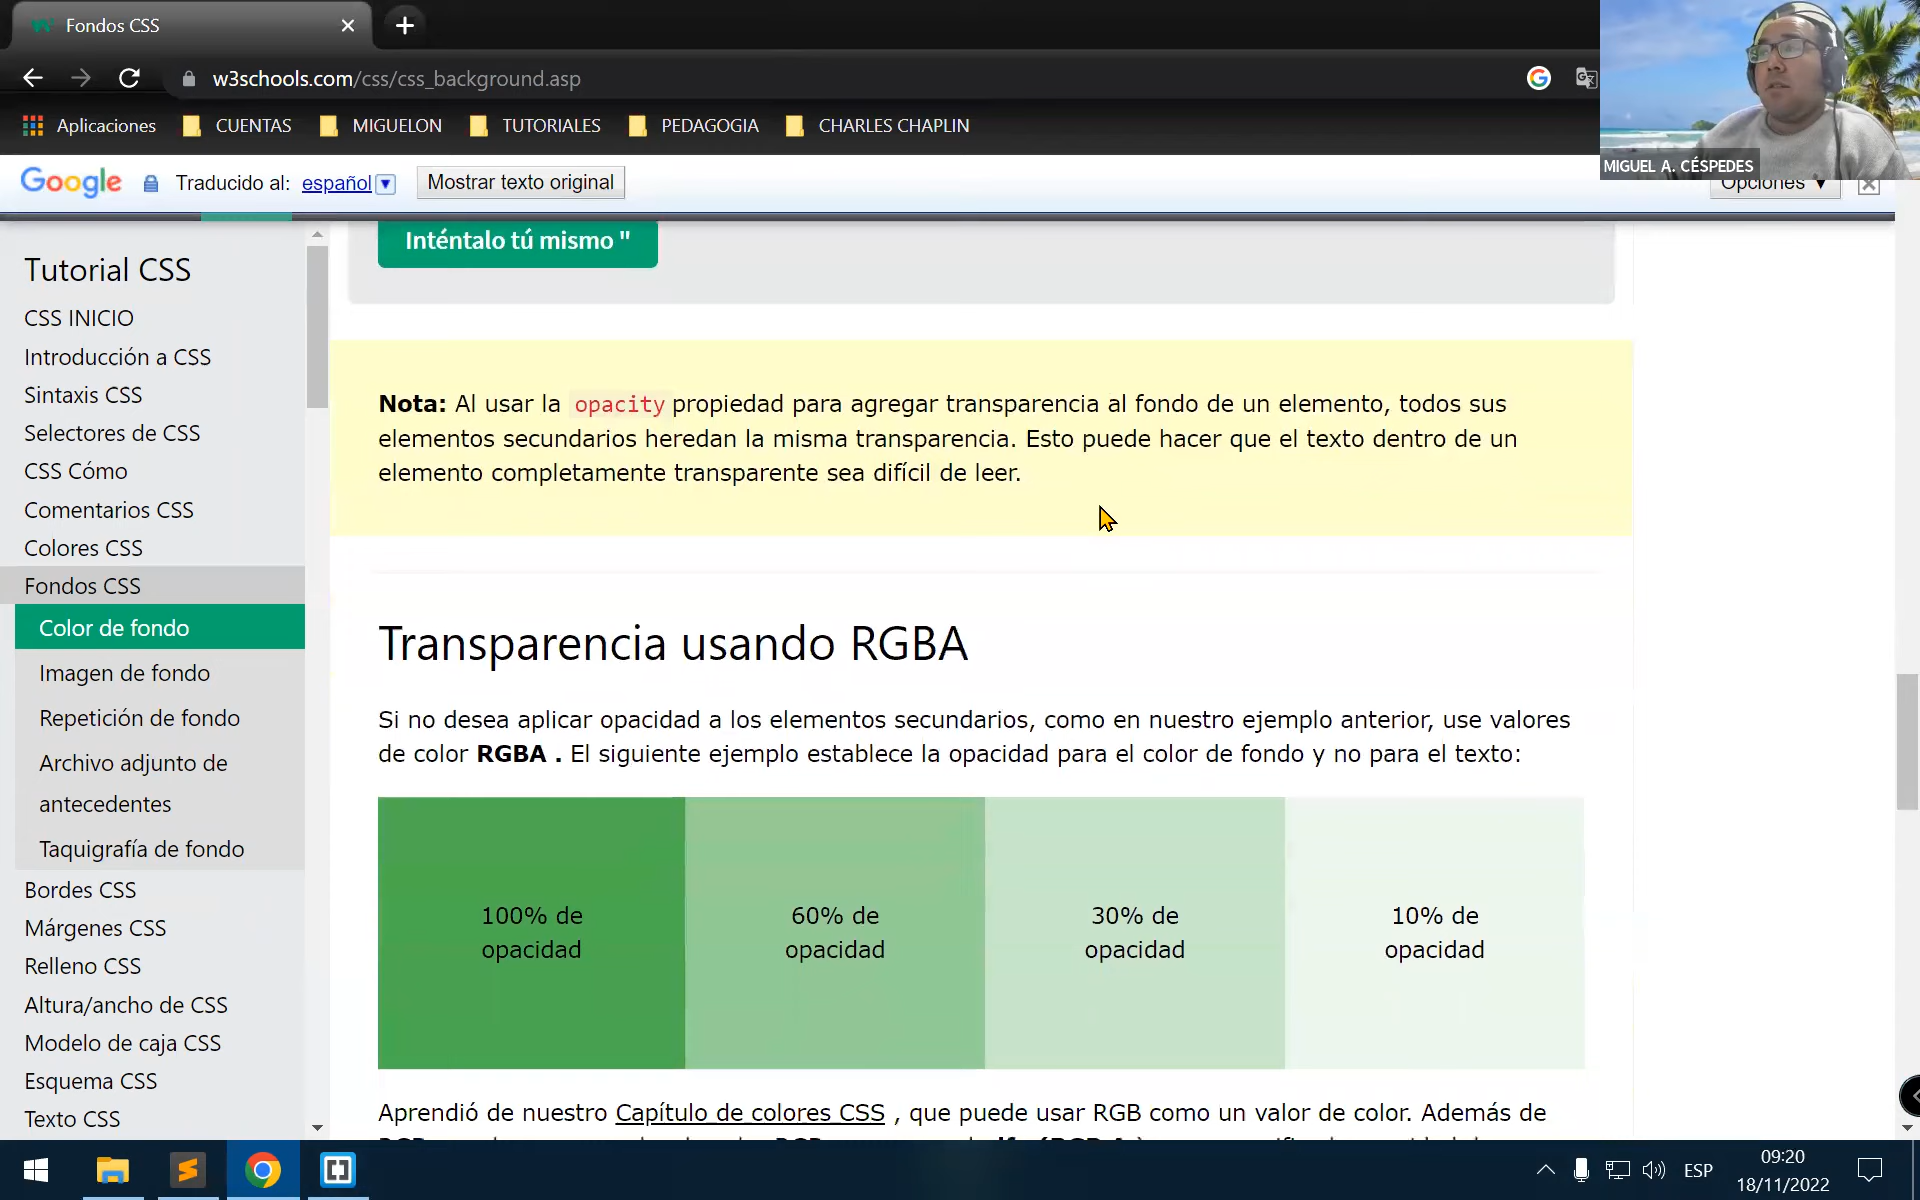 Fondos CSS
w3schools.com/css/css_background.asp
Aplicaciones CUENTAS MIGUELON TUTORIALES PEDAGOGIA CHARLES CHAPLIN
MIGUEL A. CÉSPEDES
Google Traducido al: español Mostrar texto original Opciones
Inténtalo tú mismo "
Tutorial CSS
CSS INICIO
Introducción a CSS
Sintaxis CSS
Selectores de CSS
CSS Cómo
Comentarios CSS
Colores CSS
Fondos CSS
Color de fondo
Imagen de fondo
Repetición de fondo
Archivo adjunto de
antecedentes
Taquigrafía de fondo
Bordes CSS
Márgenes CSS
Relleno CSS
Altura/ancho de CSS
Modelo de caja CSS
Esquema CSS
Texto CSS
Nota: Al usar la opacity propiedad para agregar transparencia al fondo de un elemento, todos sus
elementos secundarios heredan la misma transparencia. Esto puede hacer que el texto dentro de un
elemento completamente transparente sea difícil de leer.
Transparencia usando RGBA
Si no desea aplicar opacidad a los elementos secundarios, como en nuestro ejemplo anterior, use valores
de color RGBA . El siguiente ejemplo establece la opacidad para el color de fondo y no para el texto:
100% de
opacidad
60% de
opacidad
30% de
opacidad
10% de
opacidad
Aprendió de nuestro Capítulo de colores CSS , que puede usar RGB como un valor de color. Además de
ESP
09:20
18/11/2022